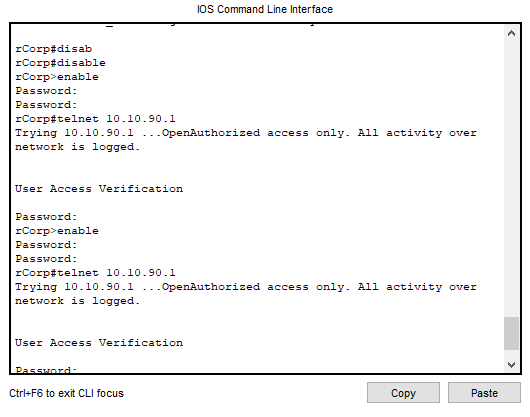 IOS Command Line Interface
rCorp#disab
rCorp#disable
rCorp>enable
Password:
Password:
rCorp#telnet 10.10.90.1
Trying 10.10.90.1 ...OpenAuthorized access only. All activity over
network is logged.
User Access Verification
Password:
rCorp>enable
Password:
Password:
rCorp#telnet 10.10.90.1
Trying 10.10.90.1 ...OpenAuthorized access only. All activity over
network is logged.
User Access Verification
Password:
Ctrl+F6 to exit CLI focus
Copy
Paste